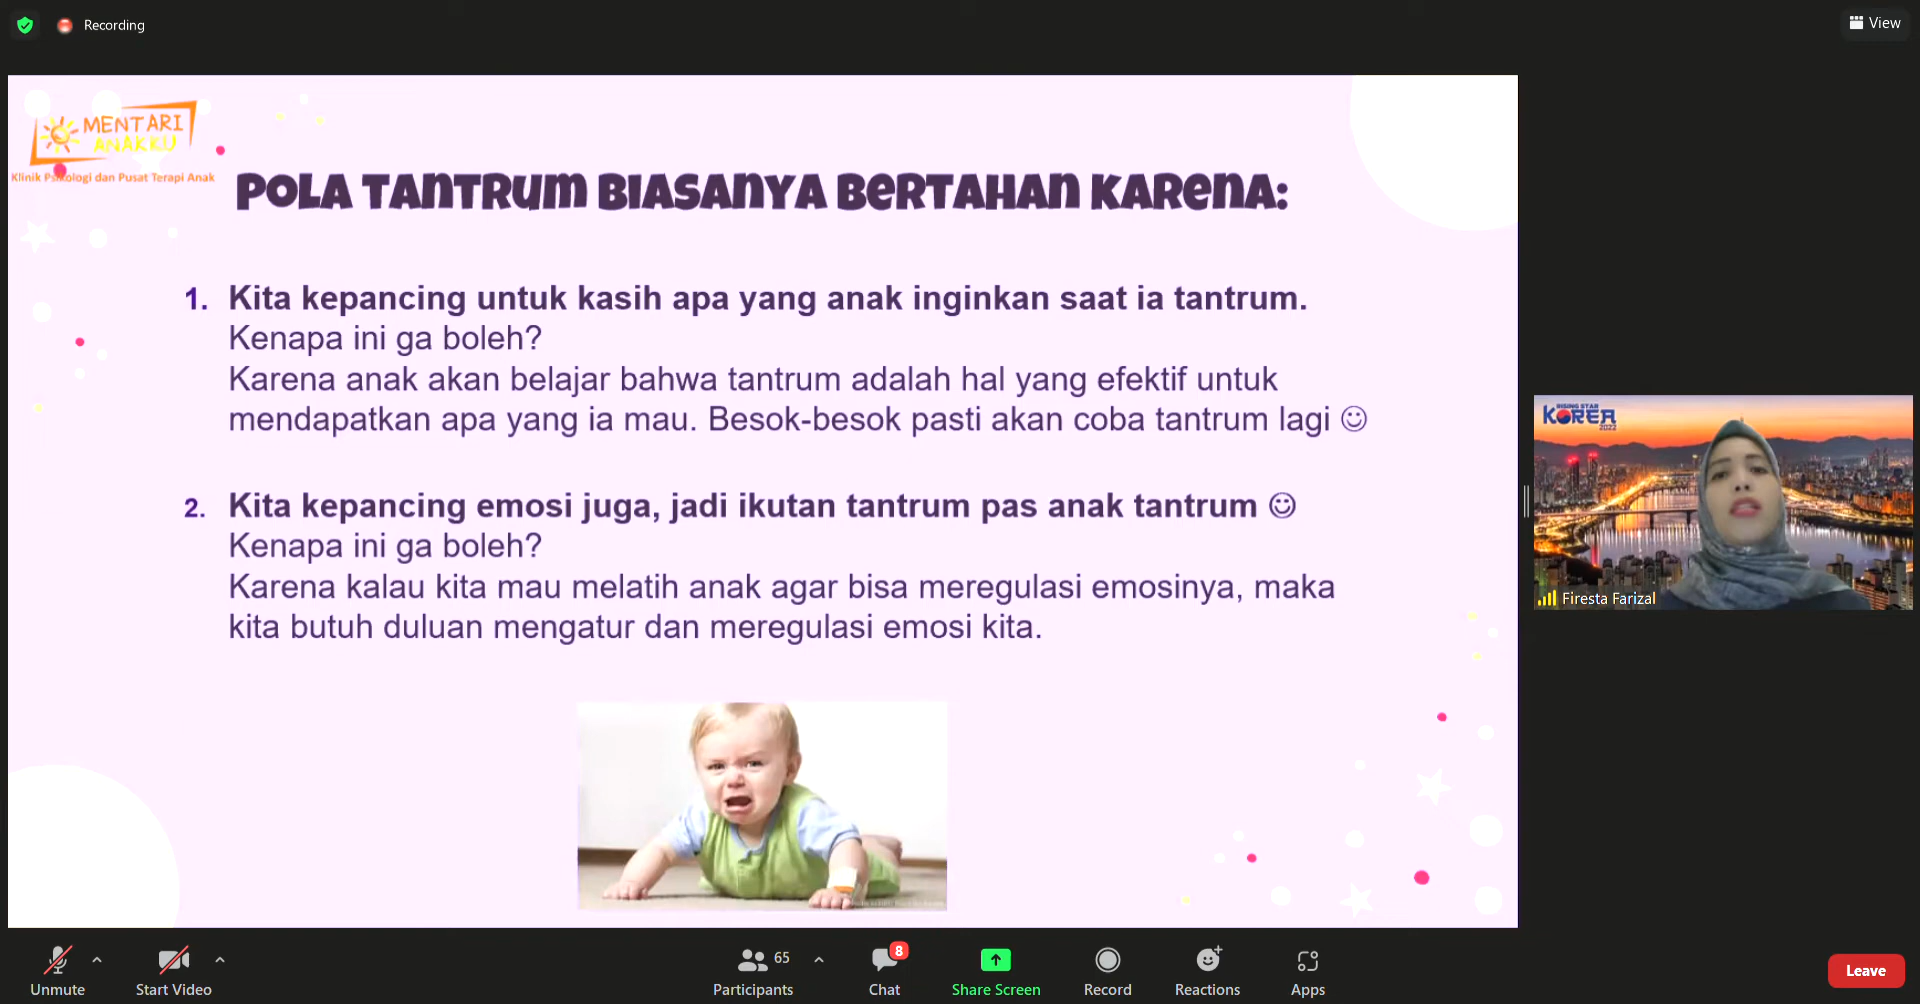 Recording
View
MENTARI
ANAKKU
Klinik Psikologi dan Pusat Terapi Anak
POLA TANTRUM BIASANYA BERTAHAN KARENA:
1. Kita kepancing untuk kasih apa yang anak inginkan saat ia tantrum.
Kenapa ini ga boleh?
Karena anak akan belajar bahwa tantrum adalah hal yang efektif untuk
mendapatkan apa yang ia mau. Besok-besok pasti akan coba tantrum lagi ☺
2. Kita kepancing emosi juga, jadi ikutan tantrum pas anak tantrum ☺
Kenapa ini ga boleh?
Karena kalau kita mau melatih anak agar bisa meregulasi emosinya, maka
kita butuh duluan mengatur dan meregulasi emosi kita.
RISING STAR
KOREA
2022
Firesta Farizal
Unmute
Start Video
65
Participants
8
Chat
Share Screen
Record
Reactions
Apps
Leave